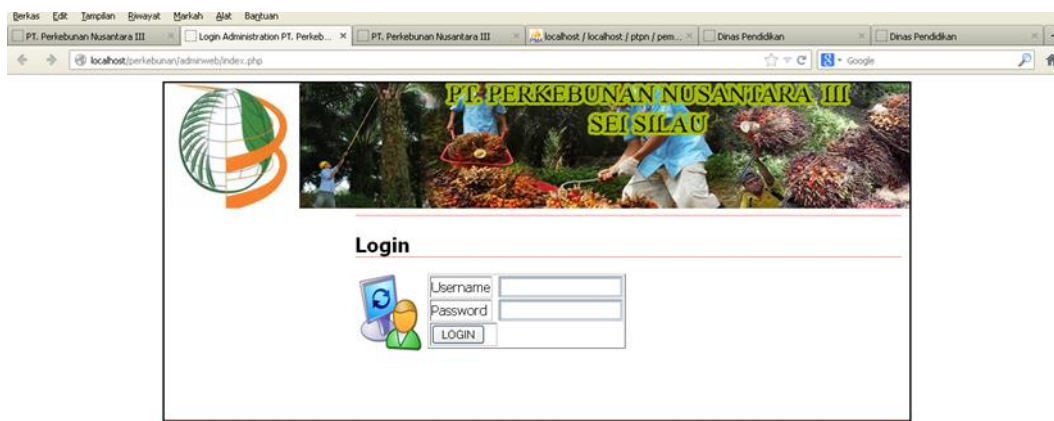 Berkas Edit Tampilan Riwayat Markah Alat Bantuan
PT. Perkebunan Nusantara III
Login Administration PT. Perkeb...
PT. Perkebunan Nusantara III
localhost / localhost / ptpn / pem...
Dinas Pendidikan
Dinas Pendidikan
localhost/perkebunan/adminweb/index.php
Google
PT. PERKEBUNAN NUSANTARA III
SEI SILAU
Login
Username
Password
LOGIN